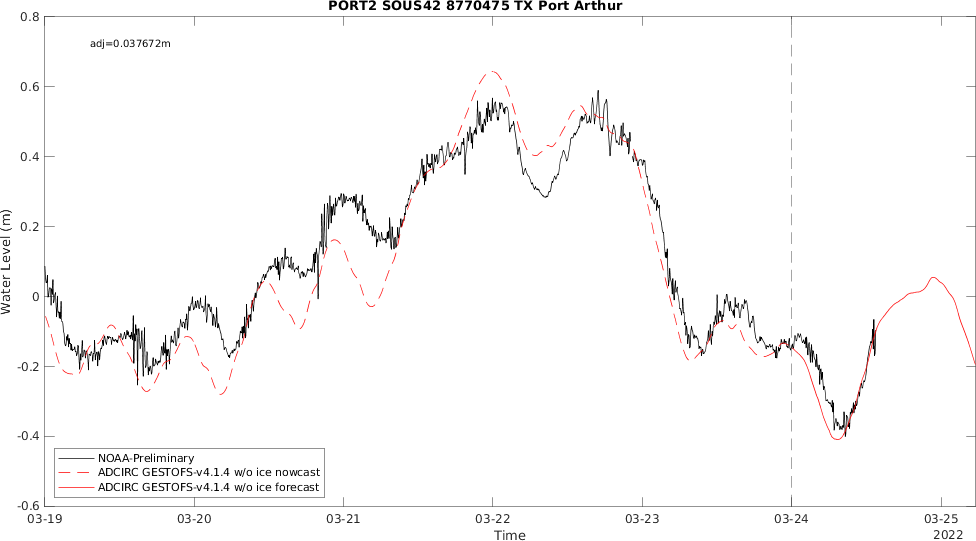 PORT2 SOUS42 8770475 TX Port Arthur
adj=0.037672m
0.8
0.6
0.4
0.2
0
-0.2
-0.4
-0.6
Water Level (m)
NOAA-Preliminary
ADCIRC GESTOFS-v4.1.4 w/o ice nowcast
ADCIRC GESTOFS-v4.1.4 w/o ice forecast
03-19 03-20 03-21 03-22 03-23 03-24 03-25
Time 2022